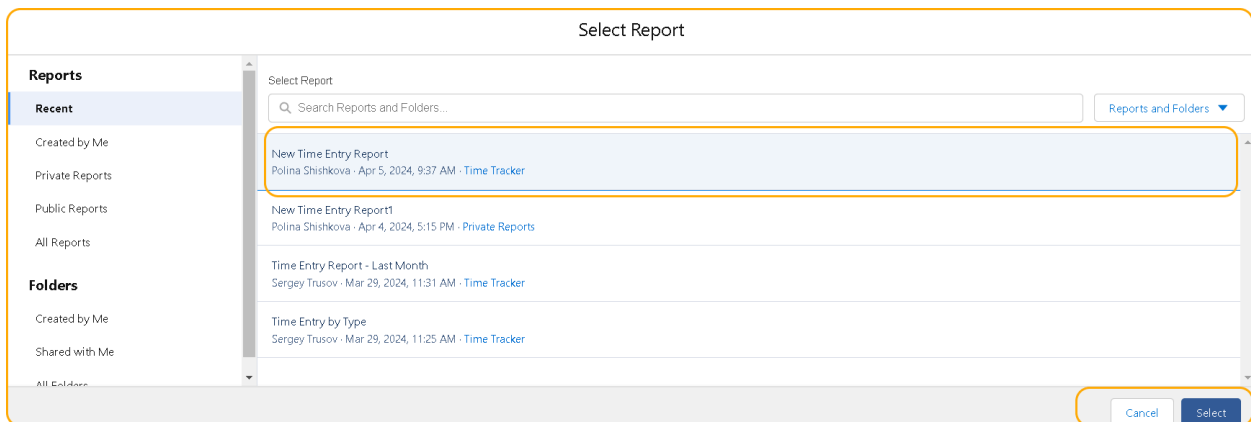 Select Report
Reports
Recent
Created by Me
Private Reports
Public Reports
All Reports
Folders
Created by Me
Shared with Me
All Folders
Select Report
Search Reports and Folders...
Reports and Folders
New Time Entry Report
Polina Shishkova · Apr 5, 2024, 9:37 AM · Time Tracker
New Time Entry Report1
Polina Shishkova · Apr 4, 2024, 5:15 PM · Private Reports
Time Entry Report - Last Month
Sergey Trusov · Mar 29, 2024, 11:31 AM · Time Tracker
Time Entry by Type
Sergey Trusov · Mar 29, 2024, 11:25 AM · Time Tracker
Cancel
Select